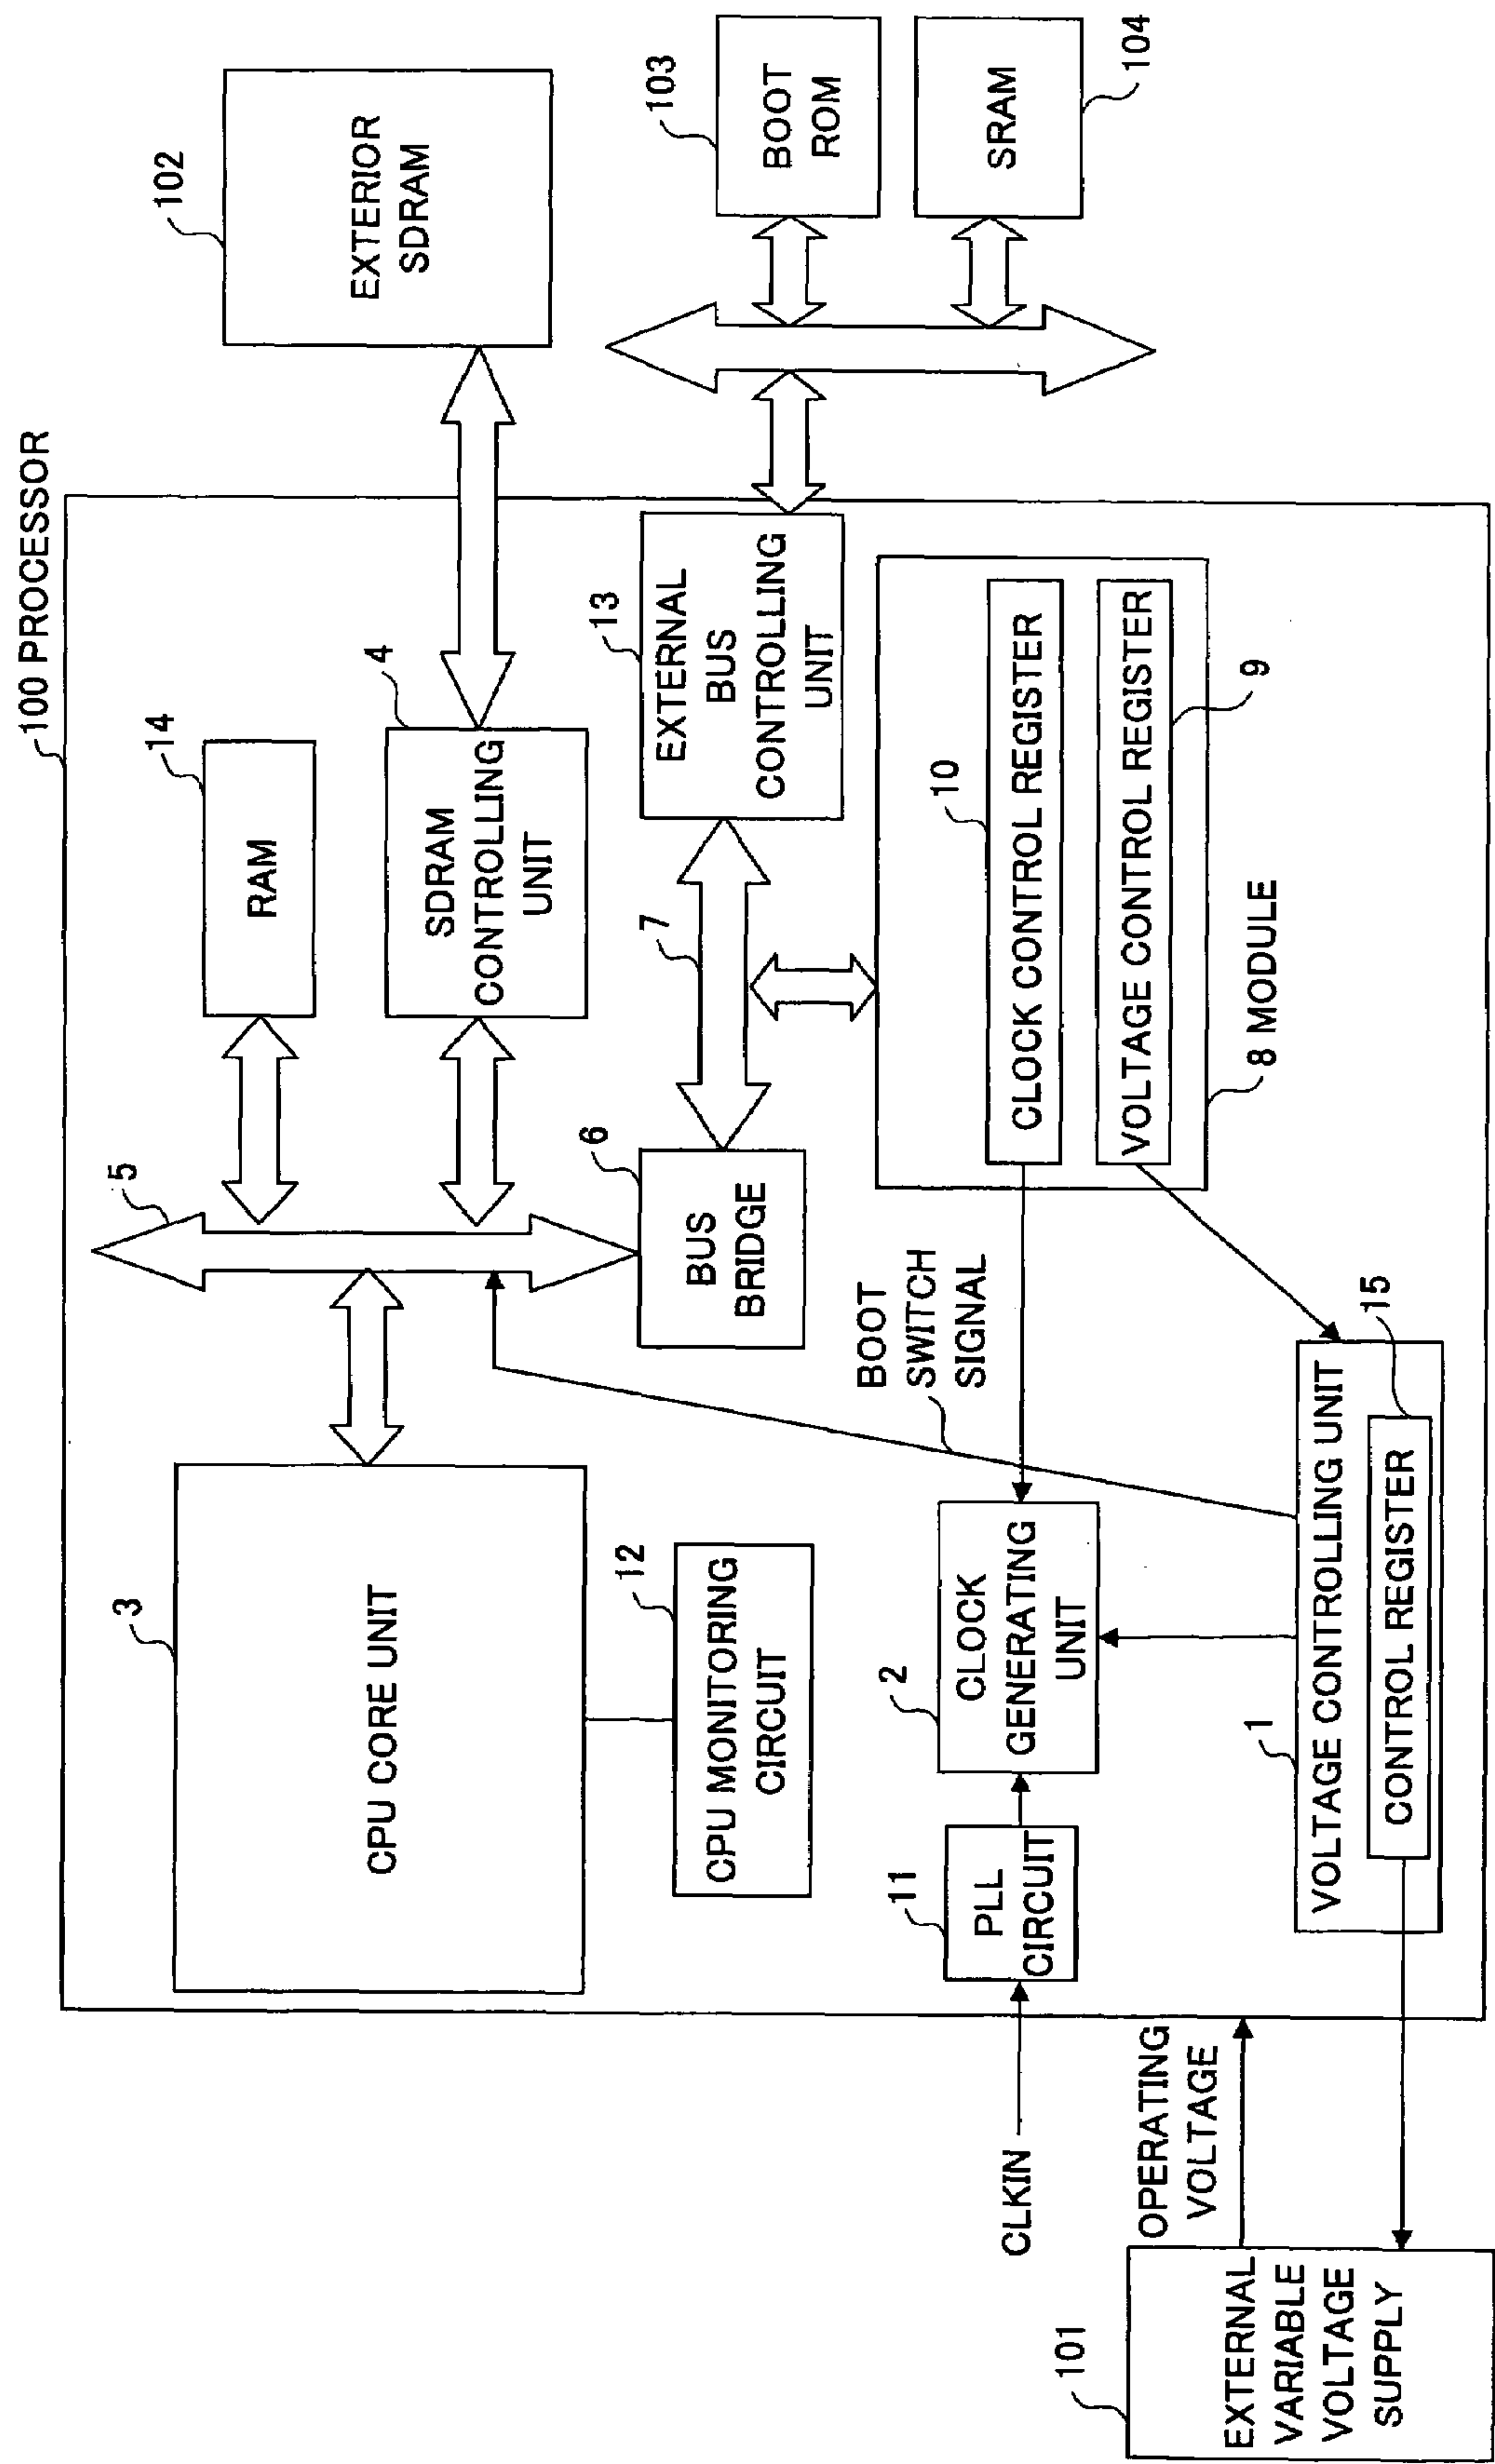 100 PROCESSOR
3
CPU CORE UNIT
12
CPU MONITORING
CIRCUIT
5
14
RAM
4
SDRAM
CONTROLLING
UNIT
102
EXTERIOR
SDRAM
6
BUS
BRIDGE
7
13
EXTERNAL
BUS
CONTROLLING
UNIT
103
BOOT
ROM
SRAM
104
BOOT
SWITCH
SIGNAL
10
CLOCK CONTROL REGISTER
VOLTAGE CONTROL REGISTER
9
8 MODULE
CLKIN
11
PLL
CIRCUIT
2
CLOCK
GENERATING
UNIT
1
VOLTAGE CONTROLLING UNIT
15
CONTROL REGISTER
OPERATING
VOLTAGE
101
EXTERNAL
VARIABLE
VOLTAGE
SUPPLY